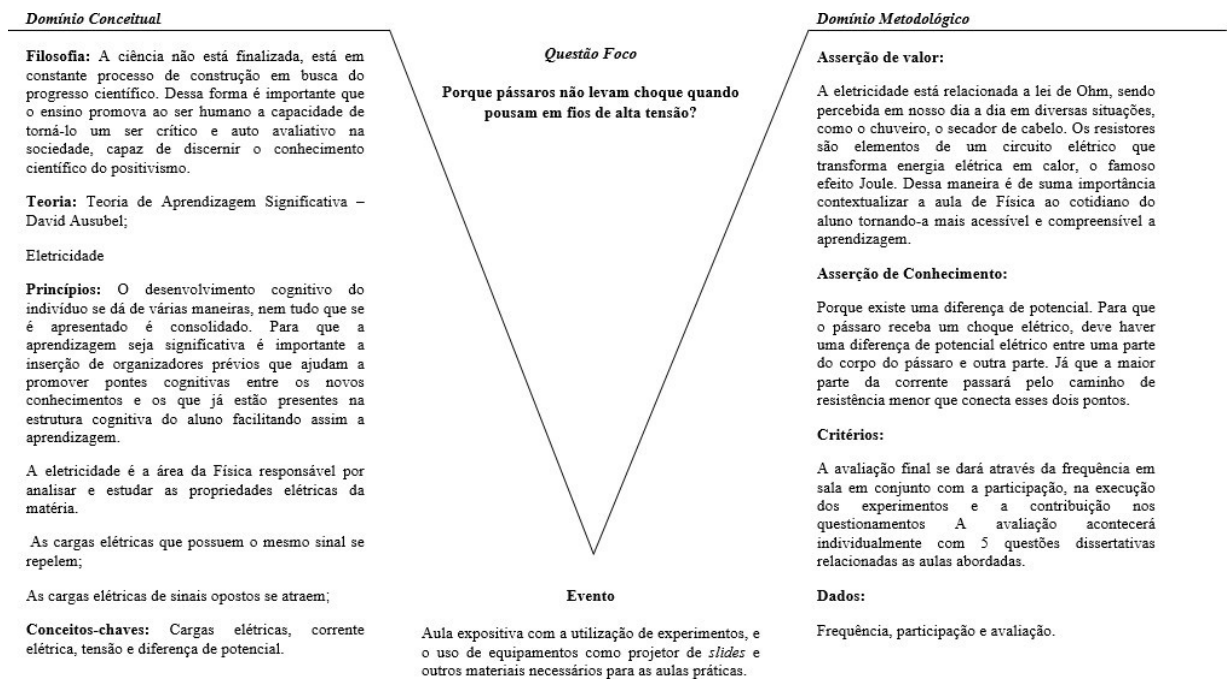 Domínio Conceitual
Filosofia: A ciência não está finalizada, está em
constante processo de construção em busca do
progresso científico. Dessa forma é importante que
o ensino promova ao ser humano a capacidade de
torná-lo um ser crítico e auto avaliativo na
sociedade, capaz de discernir o conhecimento
científico do positivismo.
Teoria: Teoria de Aprendizagem Significativa –
David Ausubel;
Eletricidade
Princípios: O desenvolvimento cognitivo do
indivíduo se dá de várias maneiras, nem tudo que se
é apresentado é consolidado. Para que a
aprendizagem seja significativa é importante a
inserção de organizadores prévios que ajudam a
promover pontes cognitivas entre os novos
conhecimentos e os que já estão presentes na
estrutura cognitiva do aluno facilitando assim a
aprendizagem.
A eletricidade é a área da Física responsável por
analisar e estudar as propriedades elétricas da
matéria.
As cargas elétricas que possuem o mesmo sinal se
repelem;
As cargas elétricas de sinais opostos se atraem;
Conceitos-chaves: Cargas elétricas, corrente
elétrica, tensão e diferença de potencial.
Questão Foco
Porque pássaros não levam choque quando
pousam em fios de alta tensão?
Evento
Aula expositiva com a utilização de experimentos, e
o uso de equipamentos como projetor de slides e
outros materiais necessários para as aulas práticas.
Domínio Metodológico
Asserção de valor:
A eletricidade está relacionada a lei de Ohm, sendo
percebida em nosso dia a dia em diversas situações,
como o chuveiro, o secador de cabelo. Os resistores
são elementos de um circuito elétrico que
transforma energia elétrica em calor, o famoso
efeito Joule. Dessa maneira é de suma importância
contextualizar a aula de Física ao cotidiano do
aluno tornando-a mais acessível e compreensível a
aprendizagem.
Asserção de Conhecimento:
Porque existe uma diferença de potencial. Para que
o pássaro receba um choque elétrico, deve haver
uma diferença de potencial elétrico entre uma parte
do corpo do pássaro e outra parte. Já que a maior
parte da corrente passará pelo caminho de
resistência menor que conecta esses dois pontos.
Critérios:
A avaliação final se dará através da frequência em
sala em conjunto com a participação, na execução
dos experimentos e a contribuição nos
questionamentos A avaliação acontecerá
individualmente com 5 questões dissertativas
relacionadas as aulas abordadas.
Dados:
Frequência, participação e avaliação.